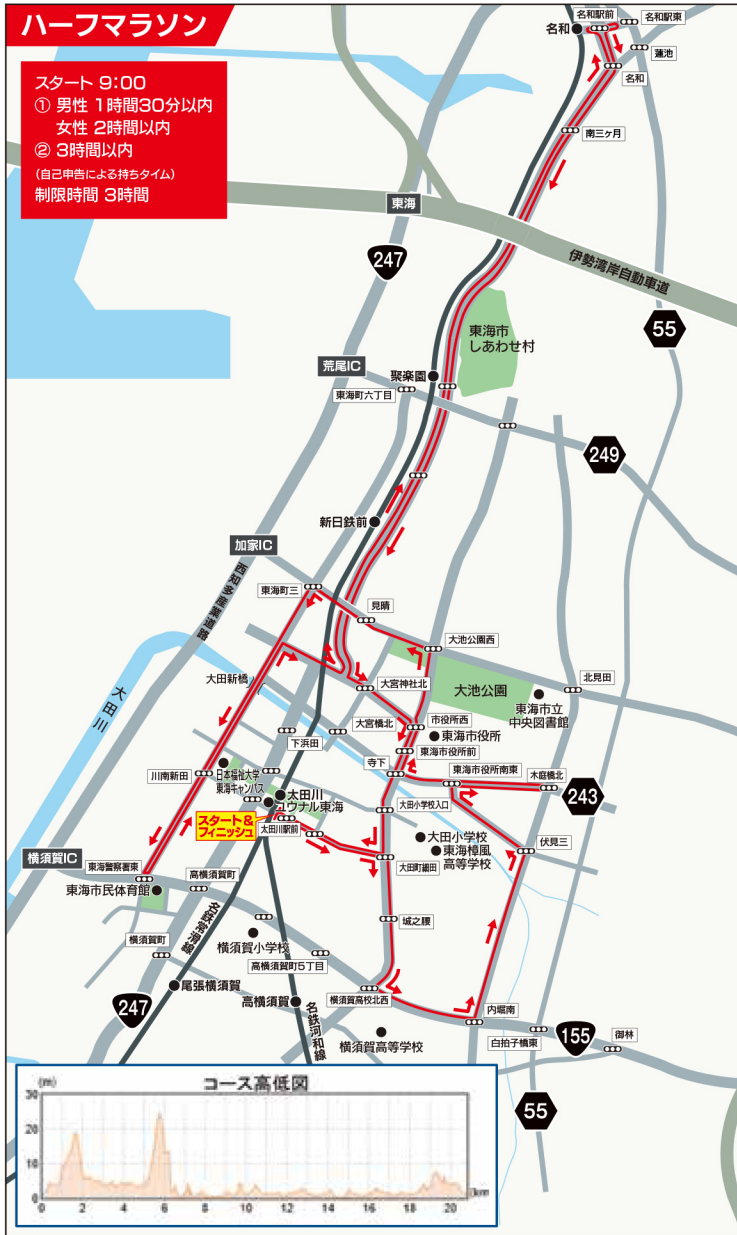 ハーフマラソン
スタート 9:00
① 男性 1時間30分以内
女性 2時間以内
② 3時間以内
(自己申告による持ちタイム)
制限時間 3時間
名和駅前
名和駅東
名和
蓮池
名和
南三ヶ月
東海
247
伊勢湾岸自動車道
55
東海市
しあわせ村
荒尾IC
聚楽園
東海町六丁目
249
新日鉄前
加家IC
西知多産業道路
東海町三
見晴
大池公園西
大田川
大田新橋
大宮神社北
大池公園
北見田
東海市立
中央図書館
大宮橋北
市役所西
東海市役所
下浜田
東海市役所前
寺下
東海市役所南東
木庭橋北
川南新田
日本福祉大学
東海キャンパス
太田川
ユウナル東海
大田小学校入口
243
スタート&
フィニッシュ
太田川駅前
大田小学校
東海樟風
高等学校
伏見三
横須賀IC
東海警察署東
大田町細田
東海市民体育館
高横須賀町
名鉄常滑線
城之腰
横須賀町
横須賀小学校
高横須賀町5丁目
尾張横須賀
247
高横須賀
名鉄河和線
横須賀高校北西
内堀南
横須賀高等学校
白拍子橋東
155
御林
55
コース高低図
(m)
30
20
10
0
0 2 4 6 8 10 12 14 16 18 20
(km)